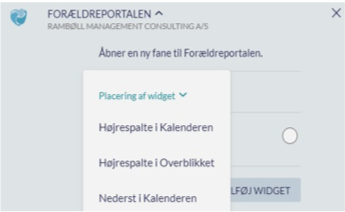 FORÆLDREPORTALEN
RAMBØLL MANAGEMENT CONSULTING A/S
Åbner en ny fane til Forældreportalen.
Placering af widget
Højrespalte i Kalenderen
Højrespalte i Overblikket
Nederst i Kalenderen
LFØJ WIDGET